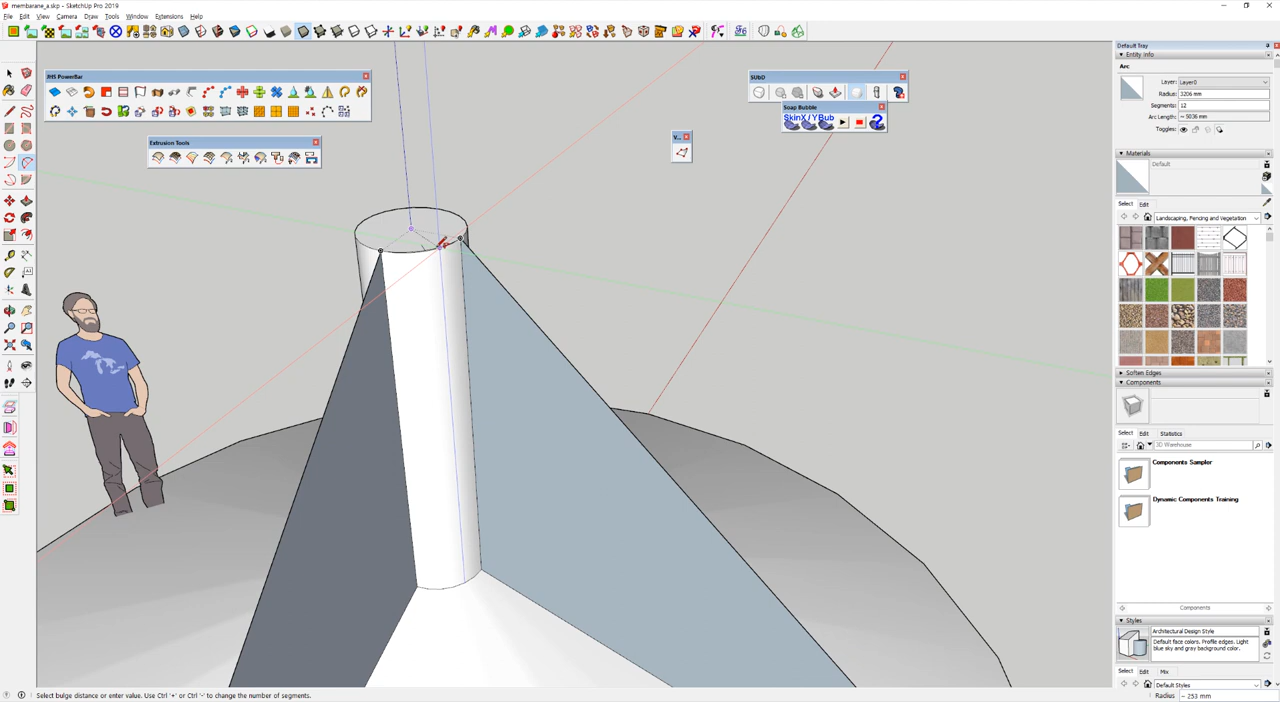 membarane_a.skp - SketchUp Pro 2019
File Edit View Camera Draw Tools Window Extensions Help
JHS PowerBar
Extrusion Tools
V...
SUbD
Soap Bubble
Skin X / Y Bub
Default Tray
Entity Info
Arc
Layer: Layer0
Radius: 3206 mm
Segments: 12
Arc Length: ~ 5036 mm
Toggles:
Materials
Default
Select Edit
Landscaping, Fencing and Vegetation
Soften Edges
Components
Select Edit Statistics
3D Warehouse
Components Sampler
Dynamic Components Training
Components
Styles
Architectural Design Style
Default face colors. Profile edges. Light
blue sky and gray background color.
Select Edit Mix
Default Styles
Select bulge distance or enter value. Use Ctrl '+' or Ctrl '-' to change the number of segments.
Radius ~ 253 mm